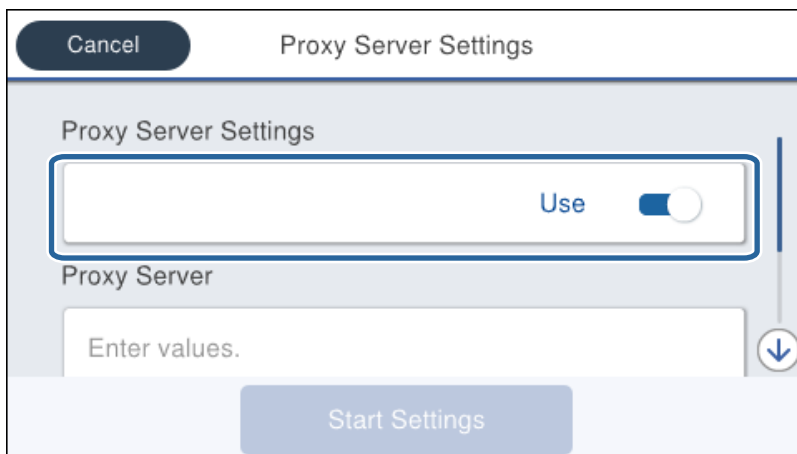 Cancel
Proxy Server Settings
Proxy Server Settings
Use
Proxy Server
Enter values.
Start Settings